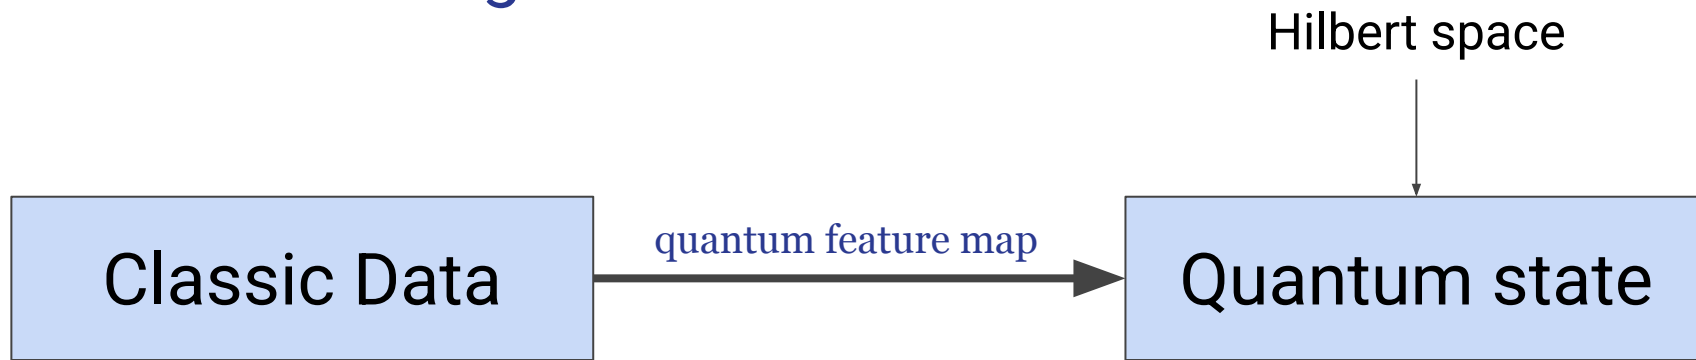 Hilbert space
quantum feature map
Classic Data
Quantum state